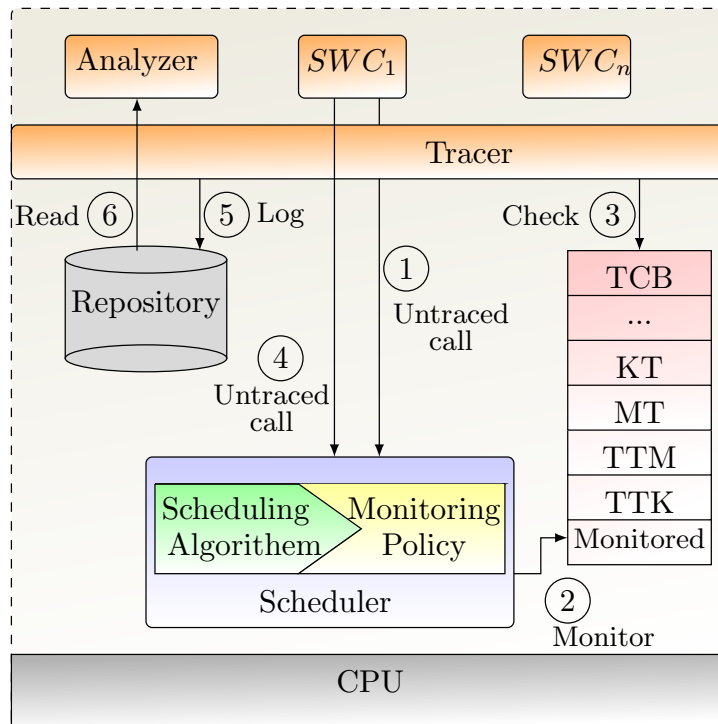 Analyzer
SWC1
SWCn
Tracer
Read 6
5 Log
Check 3
Repository
1
Untraced
call
4
Untraced
call
TCB
...
KT
MT
TTM
TTK
Monitored
Scheduling
Algorithem
Monitoring
Policy
Scheduler
2
Monitor
CPU